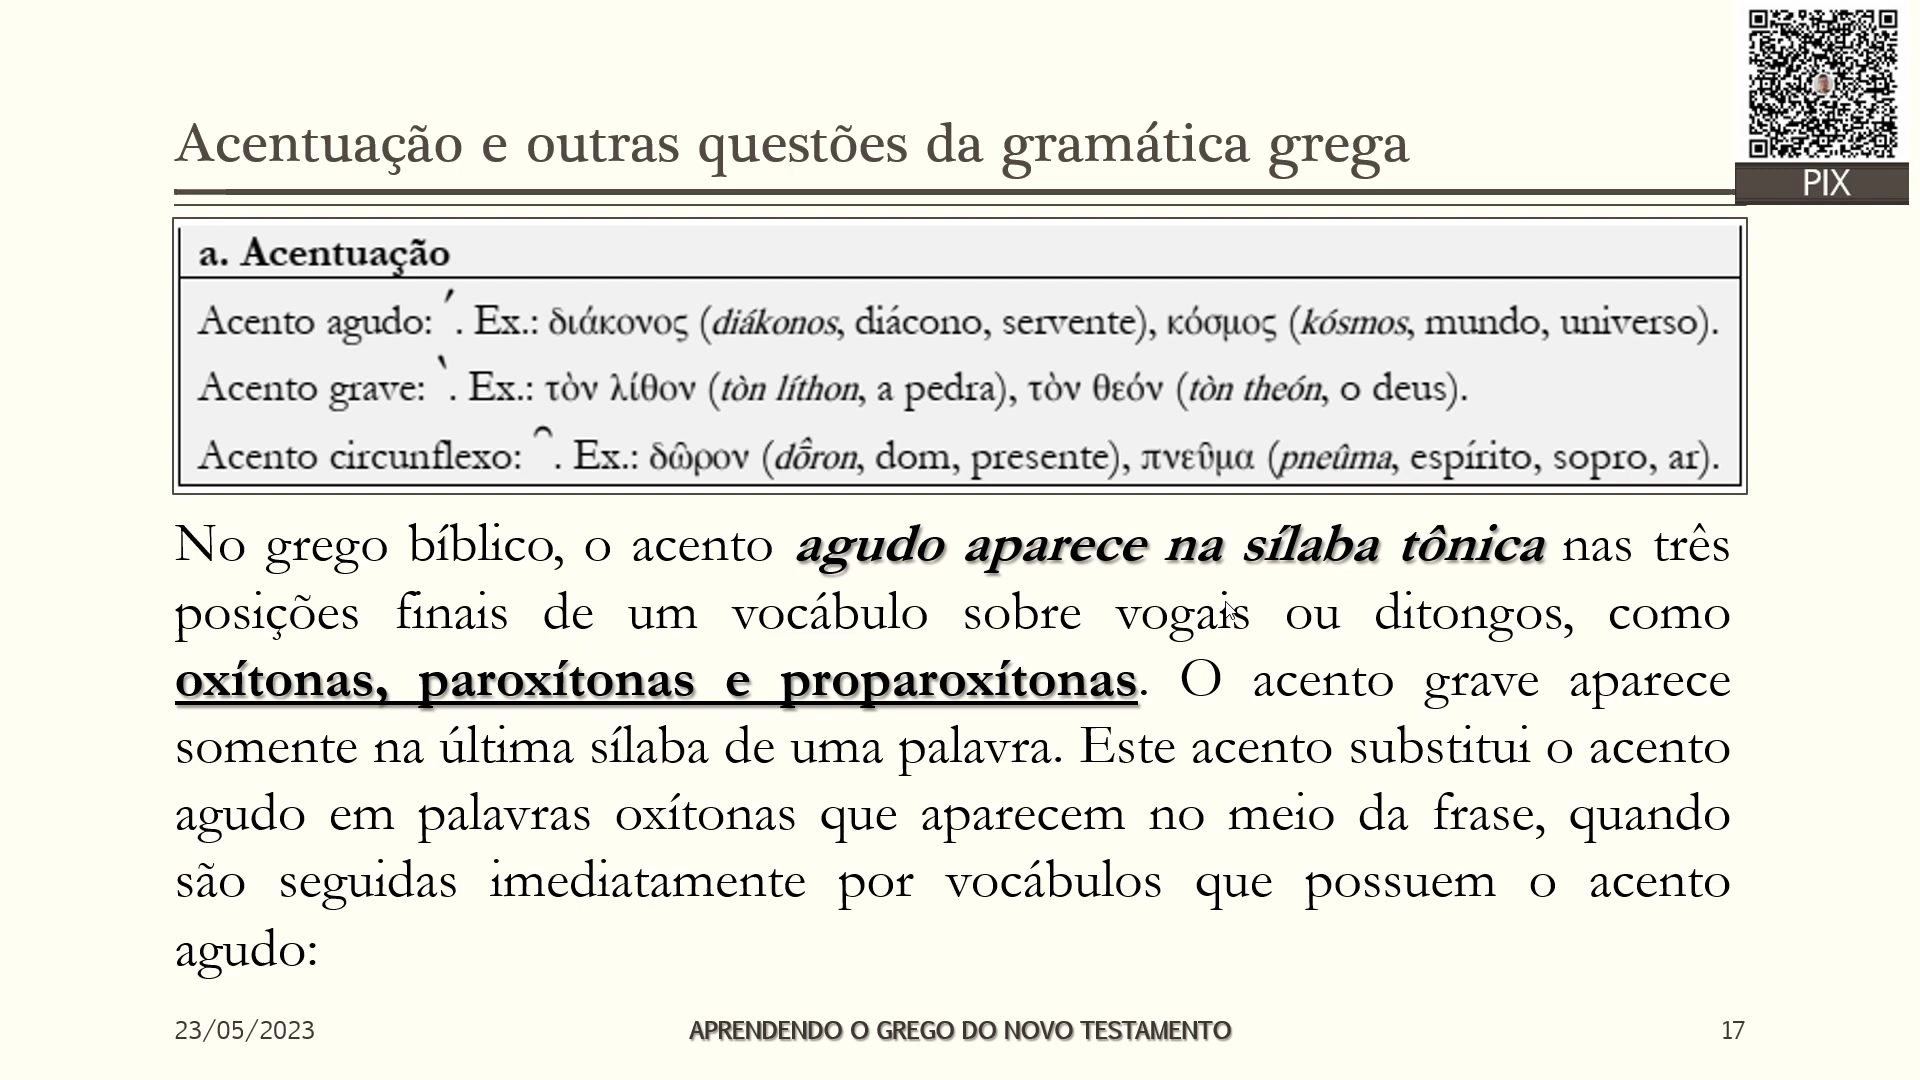 PIX
Acentuação e outras questões da gramática grega
a. Acentuação
Acento agudo: ´. Ex.: διάκονος (diákonos, diácono, servente), κόσμος (kósmos, mundo, universo).
Acento grave: `. Ex.: τὸν λίθον (tòn líthon, a pedra), τὸν θεόν (tòn theón, o deus).
Acento circunflexo: ῀. Ex.: δῶρον (dôron, dom, presente), πνεῦμα (pneûma, espírito, sopro, ar).
No grego bíblico, o acento agudo aparece na sílaba tônica nas três
posições finais de um vocábulo sobre vogais ou ditongos, como
oxítonas, paroxítonas e proparoxítonas. O acento grave aparece
somente na última sílaba de uma palavra. Este acento substitui o acento
agudo em palavras oxítonas que aparecem no meio da frase, quando
são seguidas imediatamente por vocábulos que possuem o acento
agudo:
23/05/2023 APRENDENDO O GREGO DO NOVO TESTAMENTO 17